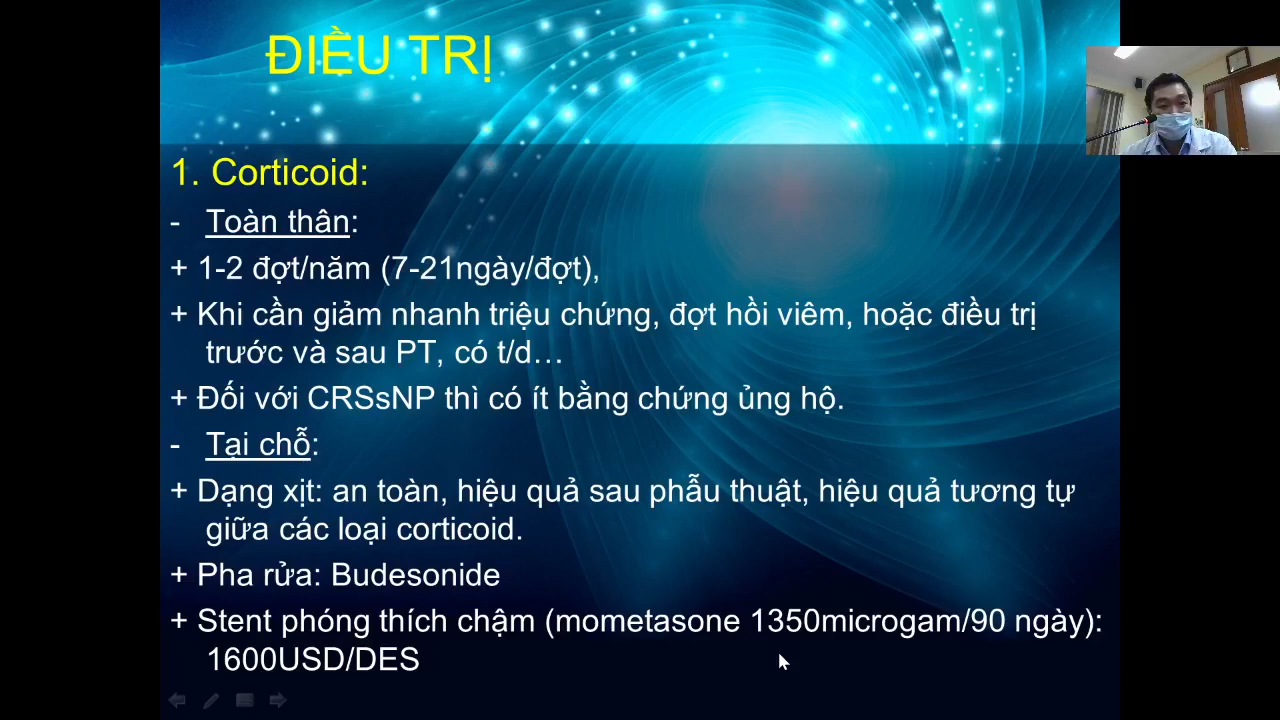 ĐIỀU TRỊ
1. Corticoid:
- Toàn thân:
+ 1-2 đợt/năm (7-21ngày/đợt),
+ Khi cần giảm nhanh triệu chứng, đợt hồi viêm, hoặc điều trị
trước và sau PT, có t/d…
+ Đối với CRSsNP thì có ít bằng chứng ủng hộ.
- Tại chỗ:
+ Dạng xịt: an toàn, hiệu quả sau phẫu thuật, hiệu quả tương tự
giữa các loại corticoid.
+ Pha rửa: Budesonide
+ Stent phóng thích chậm (mometasone 1350microgam/90 ngày):
1600USD/DES